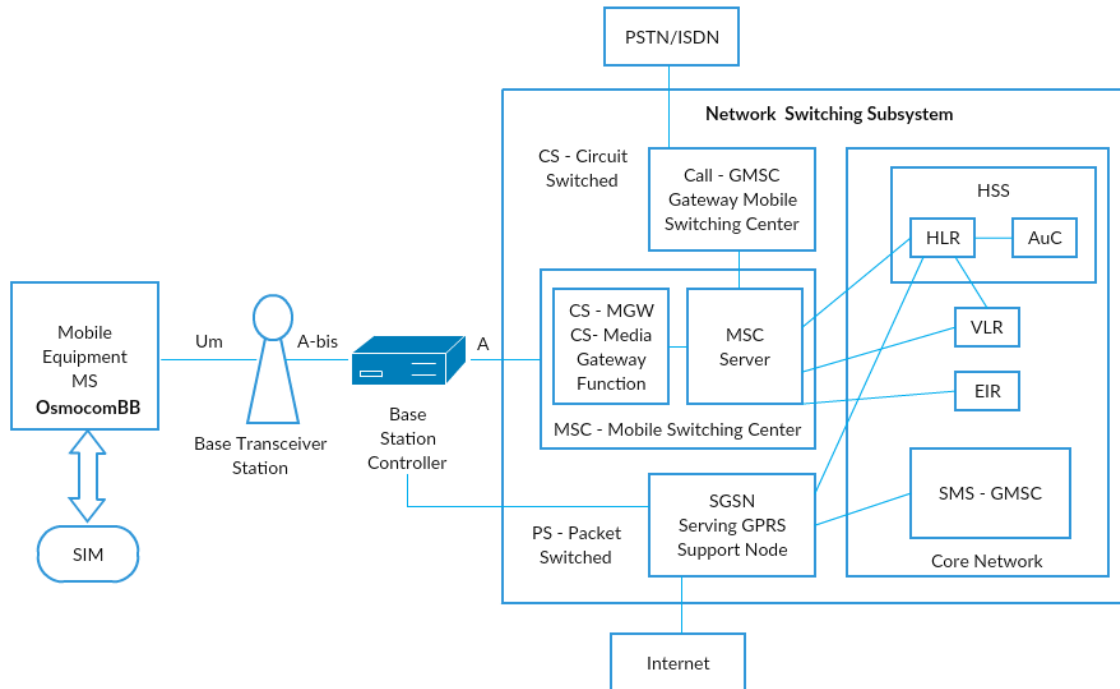 PSTN/ISDN
Network Switching Subsystem
CS - Circuit
Switched
Call - GMSC
Gateway Mobile
Switching Center
HSS
HLR
AuC
Mobile
Equipment
MS
OsmocomBB
Um
A-bis
A
CS - MGW
CS- Media
Gateway
Function
MSC
Server
VLR
EIR
MSC - Mobile Switching Center
Base Transceiver
Station
Base
Station
Controller
SIM
PS - Packet
Switched
SGSN
Serving GPRS
Support Node
SMS - GMSC
Core Network
Internet